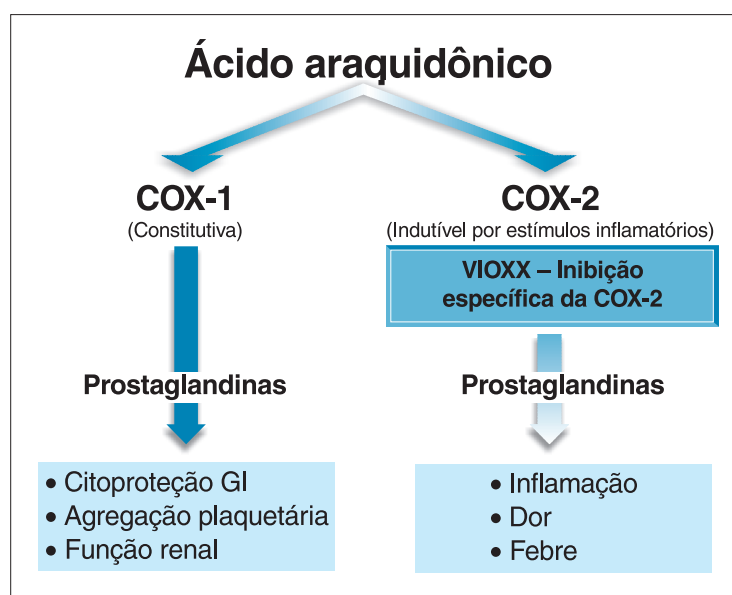 Ácido araquidônico
COX-1
(Constitutiva)
Prostaglandinas
• Citoproteção GI
• Agregação plaquetária
• Função renal
COX-2
(Indutível por estímulos inflamatórios)
VIOXX – Inibição
específica da COX-2
Prostaglandinas
• Inflamação
• Dor
• Febre